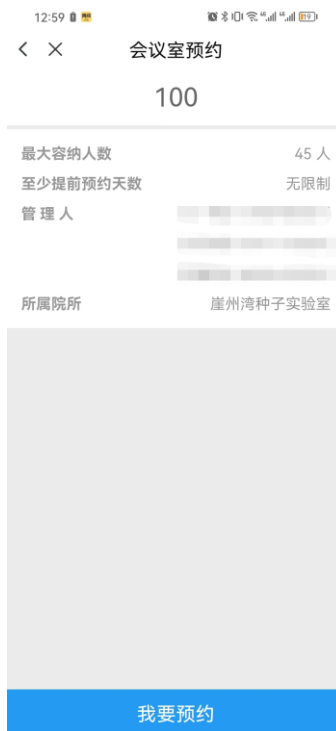 12:59
会议室预约
100
最大容纳人数 45 人
至少提前预约天数 无限制
管 理 人
所属院所 崖州湾种子实验室
我要预约